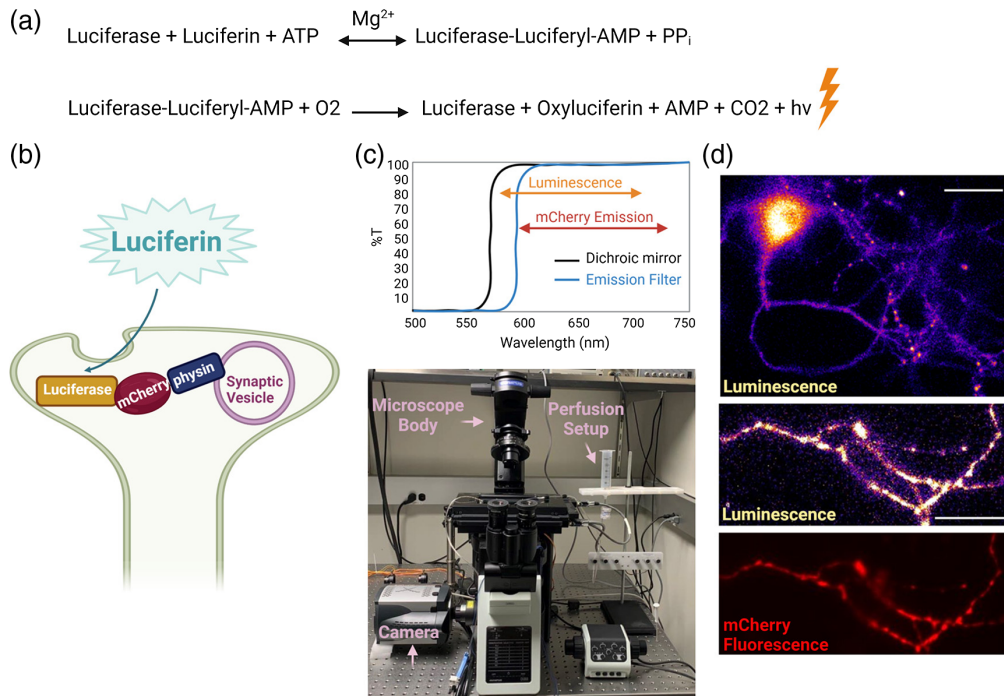 (a)
Luciferase + Luciferin + ATP
Mg²⁺
Luciferase-Luciferyl-AMP + PPᵢ
Luciferase-Luciferyl-AMP + O2
Luciferase + Oxyluciferin + AMP + CO2 + hv
(b)
Luciferin
Luciferase
mCherry
physin
Synaptic
Vesicle
(c)
100
90
80
70
60
50
40
30
20
10
%T
Luminescence
mCherry Emission
Dichroic mirror
Emission Filter
500
550
600
650
700
750
Wavelength (nm)
Microscope
Body
Perfusion
Setup
Camera
(d)
Luminescence
Luminescence
mCherry
Fluorescence